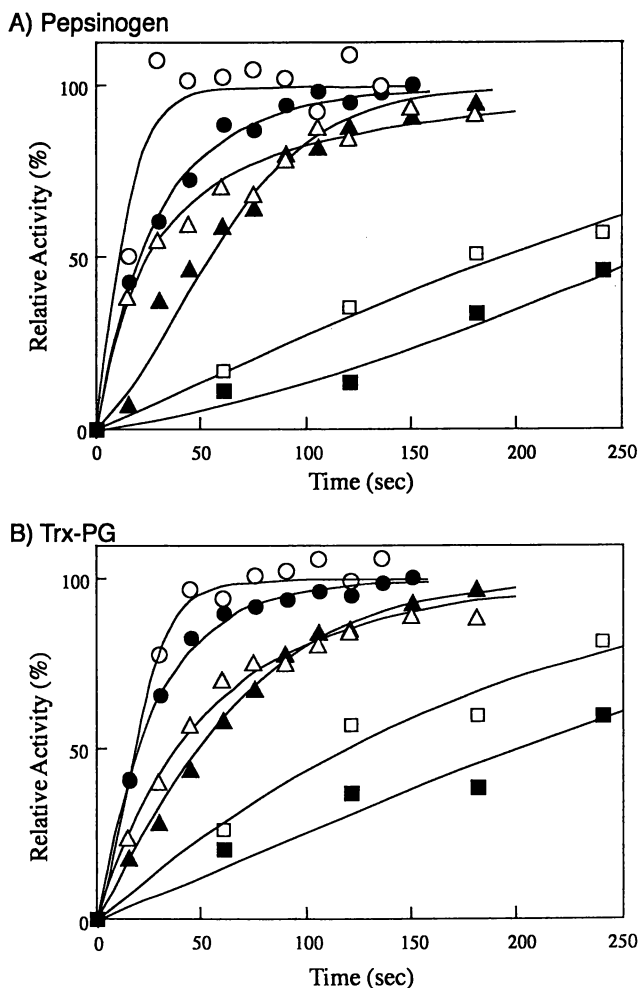 A) Pepsinogen
100
50
0
Relative Activity (%)
0 50 100 150 200 250
Time (sec)
B) Trx-PG
100
50
0
Relative Activity (%)
0 50 100 150 200 250
Time (sec)